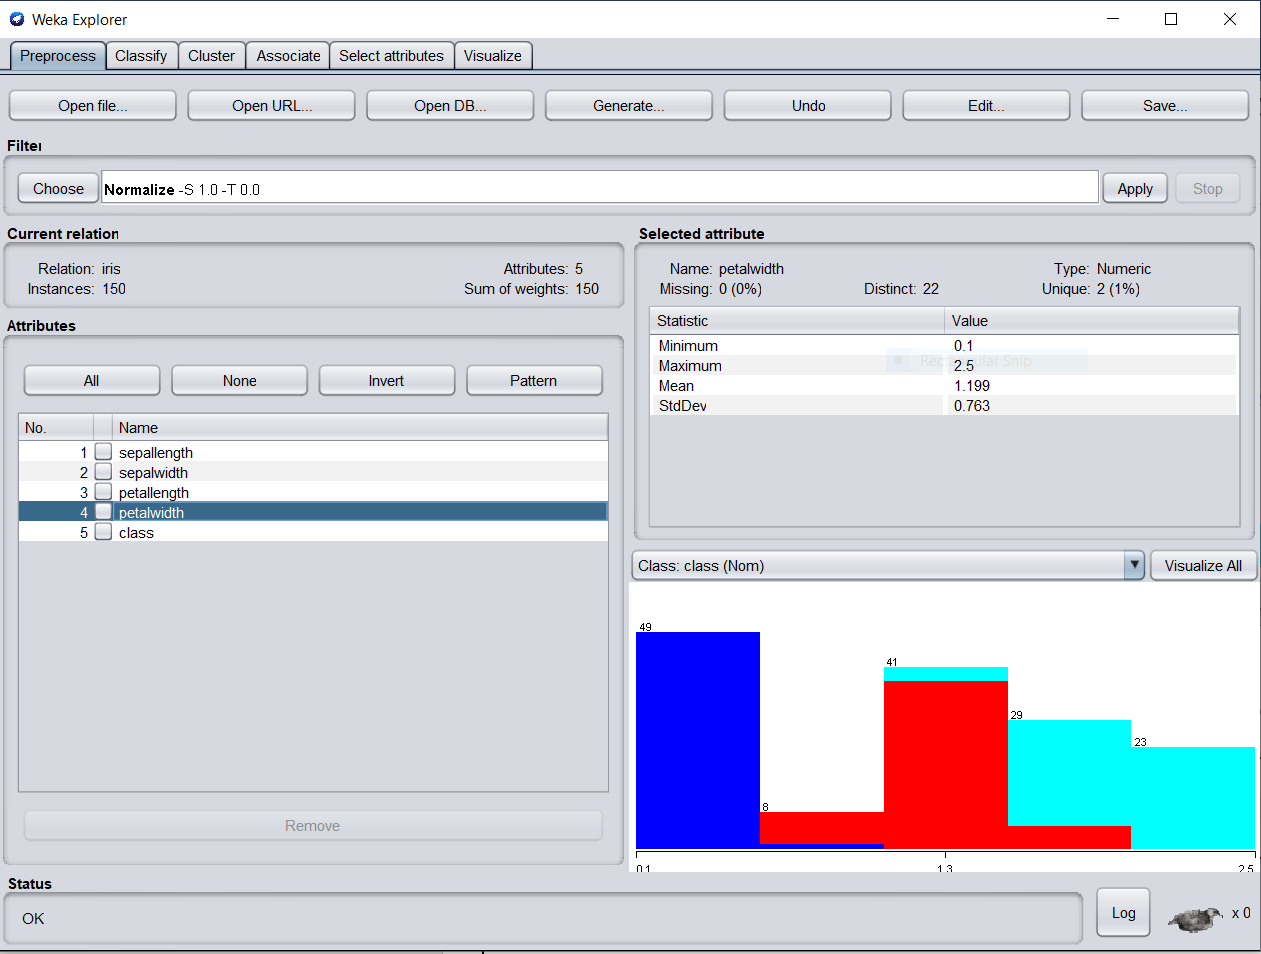 Weka Explorer
Preprocess Classify Cluster Associate Select attributes Visualize
Open file... Open URL... Open DB... Generate... Undo Edit... Save...
Filter
Choose Normalize -S 1.0 -T 0.0 Apply Stop
Current relation
Relation: iris Attributes: 5
Instances: 150 Sum of weights: 150
Attributes
All None Invert Pattern
No. Name
1 sepallength
2 sepalwidth
3 petallength
4 petalwidth
5 class
Remove
Selected attribute
Name: petalwidth Type: Numeric
Missing: 0 (0%) Distinct: 22 Unique: 2 (1%)
Statistic Value
Minimum 0.1
Rectangular Snip
Maximum 2.5
Mean 1.199
StdDev 0.763
Class: class (Nom) Visualize All
49
41
29
23
8
0.1 1.3 2.5
Status
OK
Log x 0